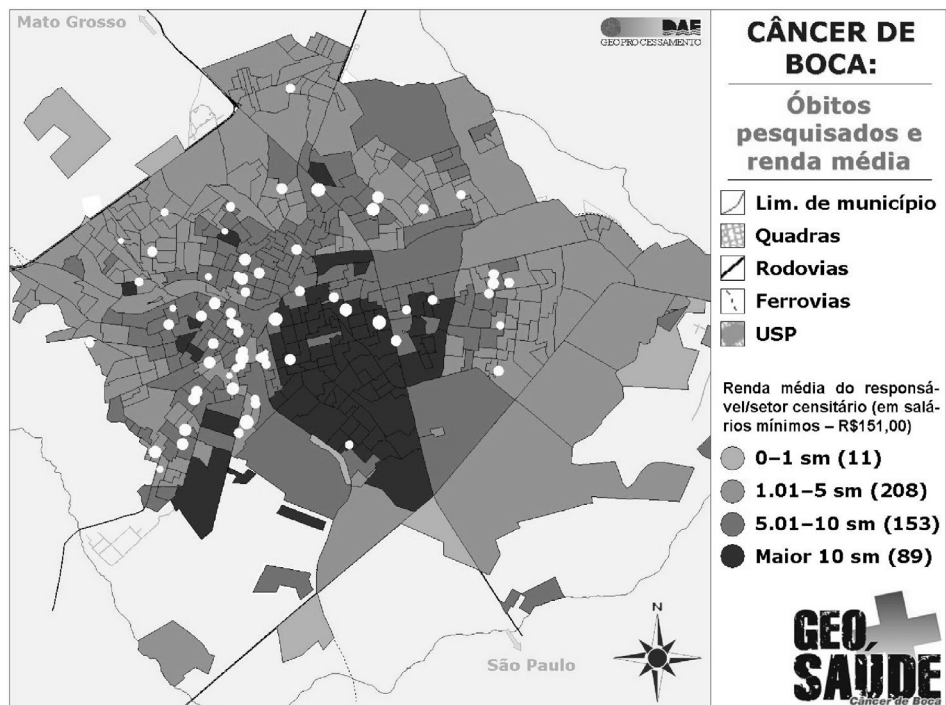 Mato Grosso
DAE
GEOPROCESSAMENTO
São Paulo
N
CÂNCER DE
BOCA:
Óbitos
pesquisados e
renda média
Lim. de município
Quadras
Rodovias
Ferrovias
USP
Renda média do responsá-
vel/setor censitário (em salá-
rios mínimos – R$151,00)
0–1 sm (11)
1.01–5 sm (208)
5.01–10 sm (153)
Maior 10 sm (89)
GEO
SAÚDE
Câncer de Boca